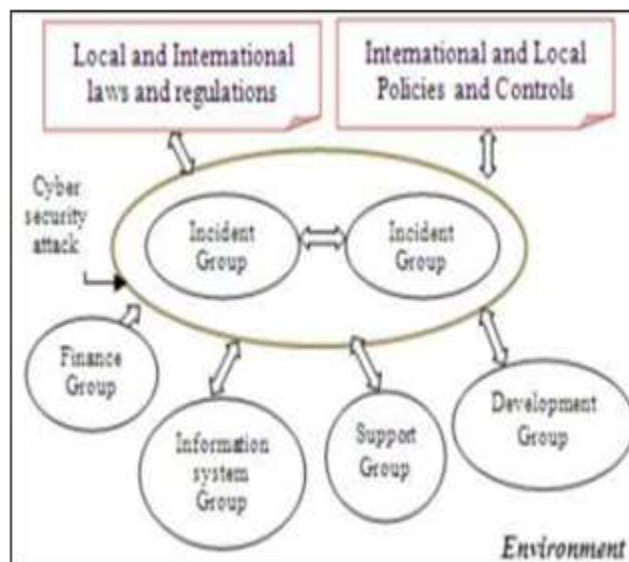 Local and International
laws and regulations
International and Local
Policies and Controls
Cyber
security
attack
Incident
Group
Incident
Group
Finance
Group
Information
system
Group
Support
Group
Development
Group
Environment